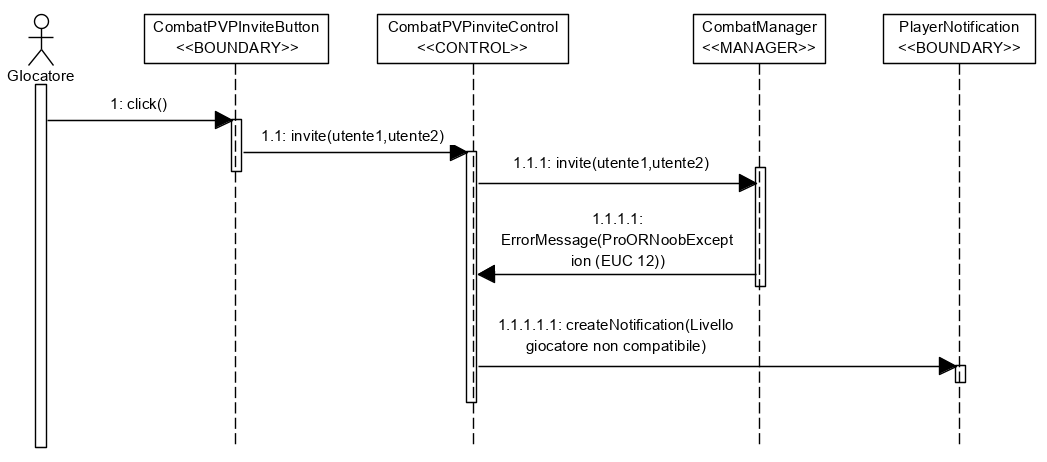 CombatPVPInviteButton
<<BOUNDARY>>
CombatPVPinviteControl
<<CONTROL>>
CombatManager
<<MANAGER>>
PlayerNotification
<<BOUNDARY>>
GIocatore
1: click()
1.1: invite(utente1,utente2)
1.1.1: invite(utente1,utente2)
1.1.1.1:
ErrorMessage(ProORNoobExcept
ion (EUC 12))
1.1.1.1.1: createNotification(Livello
giocatore non compatibile)